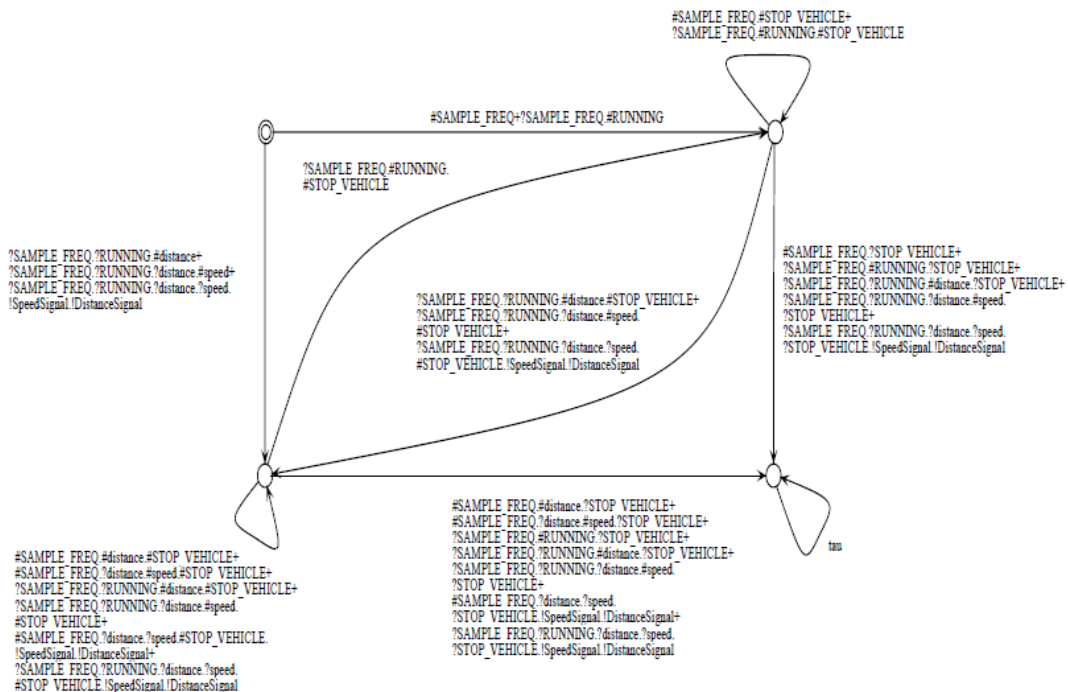 #SAMPLE_FREQ.#STOP_VEHICLE+
?SAMPLE_FREQ.#RUNNING.#STOP_VEHICLE
#SAMPLE_FREQ+?SAMPLE_FREQ.#RUNNING
?SAMPLE_FREQ.#RUNNING.
#STOP_VEHICLE
?SAMPLE_FREQ.?RUNNING.#distance+
?SAMPLE_FREQ.?RUNNING.?distance.#speed+
?SAMPLE_FREQ.?RUNNING.?distance.?speed.
!SpeedSignal.!DistanceSignal
#SAMPLE_FREQ.?STOP_VEHICLE+
?SAMPLE_FREQ.#RUNNING.?STOP_VEHICLE+
?SAMPLE_FREQ.?RUNNING.#distance.?STOP_VEHICLE+
?SAMPLE_FREQ.?RUNNING.?distance.#speed.
?STOP_VEHICLE+
?SAMPLE_FREQ.?RUNNING.?distance.?speed.
?STOP_VEHICLE.!SpeedSignal.!DistanceSignal
?SAMPLE_FREQ.?RUNNING.#distance.#STOP_VEHICLE+
?SAMPLE_FREQ.?RUNNING.?distance.#speed.
#STOP_VEHICLE+
?SAMPLE_FREQ.?RUNNING.?distance.?speed.
#STOP_VEHICLE.!SpeedSignal.!DistanceSignal
#SAMPLE_FREQ.#distance.?STOP_VEHICLE+
#SAMPLE_FREQ.?distance.#speed.?STOP_VEHICLE+
?SAMPLE_FREQ.#RUNNING.?STOP_VEHICLE+
?SAMPLE_FREQ.?RUNNING.#distance.?STOP_VEHICLE+
?SAMPLE_FREQ.?RUNNING.?distance.#speed.
?STOP_VEHICLE+
#SAMPLE_FREQ.?distance.?speed.
?STOP_VEHICLE.!SpeedSignal.!DistanceSignal+
?SAMPLE_FREQ.?RUNNING.?distance.?speed.
?STOP_VEHICLE.!SpeedSignal.!DistanceSignal
tau
#SAMPLE_FREQ.#distance.#STOP_VEHICLE+
#SAMPLE_FREQ.?distance.#speed.#STOP_VEHICLE+
?SAMPLE_FREQ.?RUNNING.#distance.#STOP_VEHICLE+
?SAMPLE_FREQ.?RUNNING.?distance.#speed.
#STOP_VEHICLE+
#SAMPLE_FREQ.?distance.?speed.#STOP_VEHICLE.
!SpeedSignal.!DistanceSignal+
?SAMPLE_FREQ.?RUNNING.?distance.?speed.
#STOP_VEHICLE.!SpeedSignal.!DistanceSignal